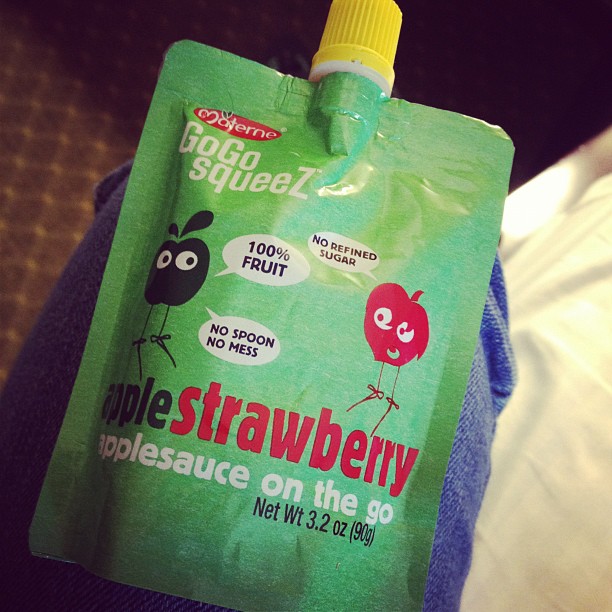 Materne
GoGo
squeeZ
100%
FRUIT
NO REFINED
SUGAR
NO SPOON
NO MESS
apple strawberry
applesauce on the go
Net Wt 3.2 oz (90g)